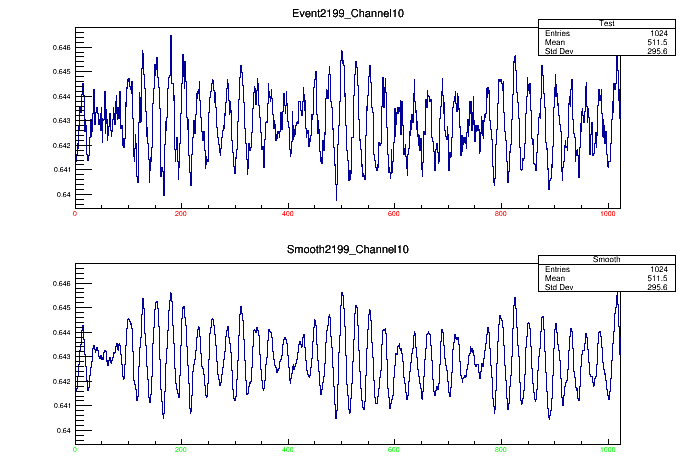 Event2199_Channel10
Test
Entries 1024
Mean 511.5
Std Dev 295.6
0.646
0.645
0.644
0.643
0.642
0.641
0.64
0 200 400 600 800 1000
Smooth2199_Channel10
Smooth
Entries 1024
Mean 511.5
Std Dev 295.6
0.646
0.645
0.644
0.643
0.642
0.641
0.64
0 200 400 600 800 1000